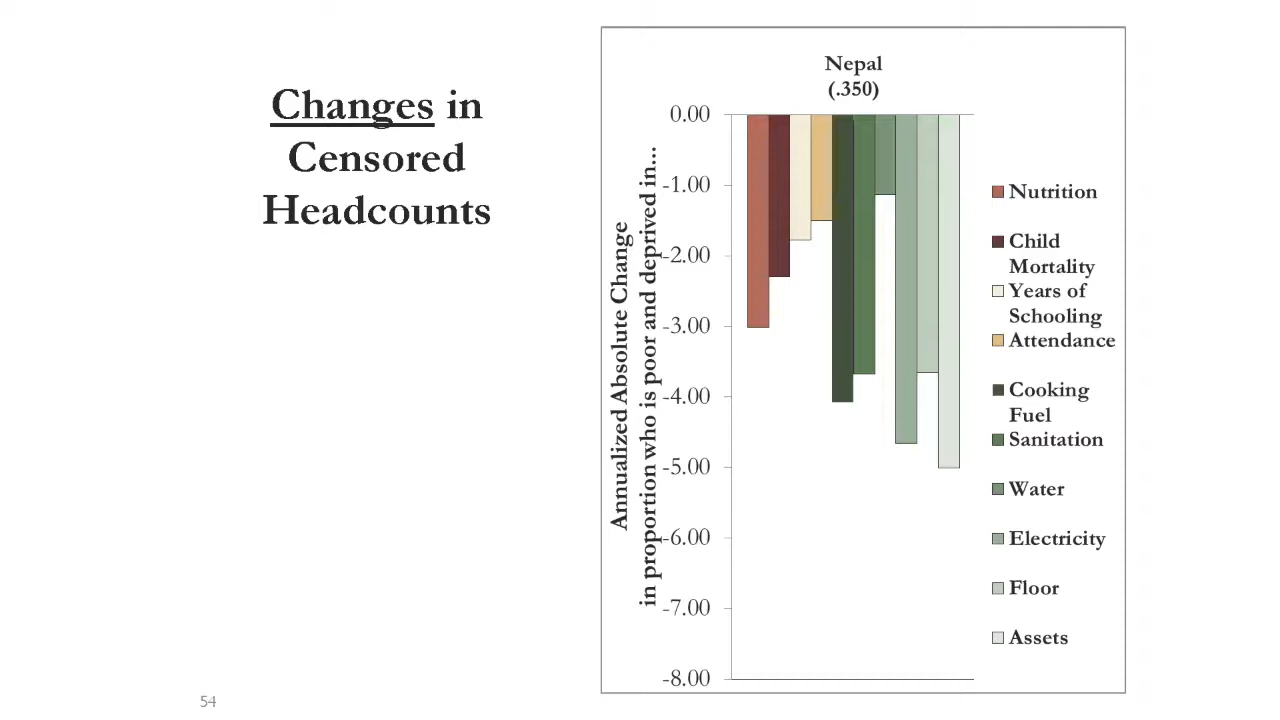 Changes in
Censored
Headcounts
Nepal
(.350)
Annualized Absolute Change
in proportion who is poor and deprived in...
0.00
-1.00
-2.00
-3.00
-4.00
-5.00
-6.00
-7.00
-8.00
Nutrition
Child
Mortality
Years of
Schooling
Attendance
Cooking
Fuel
Sanitation
Water
Electricity
Floor
Assets
54